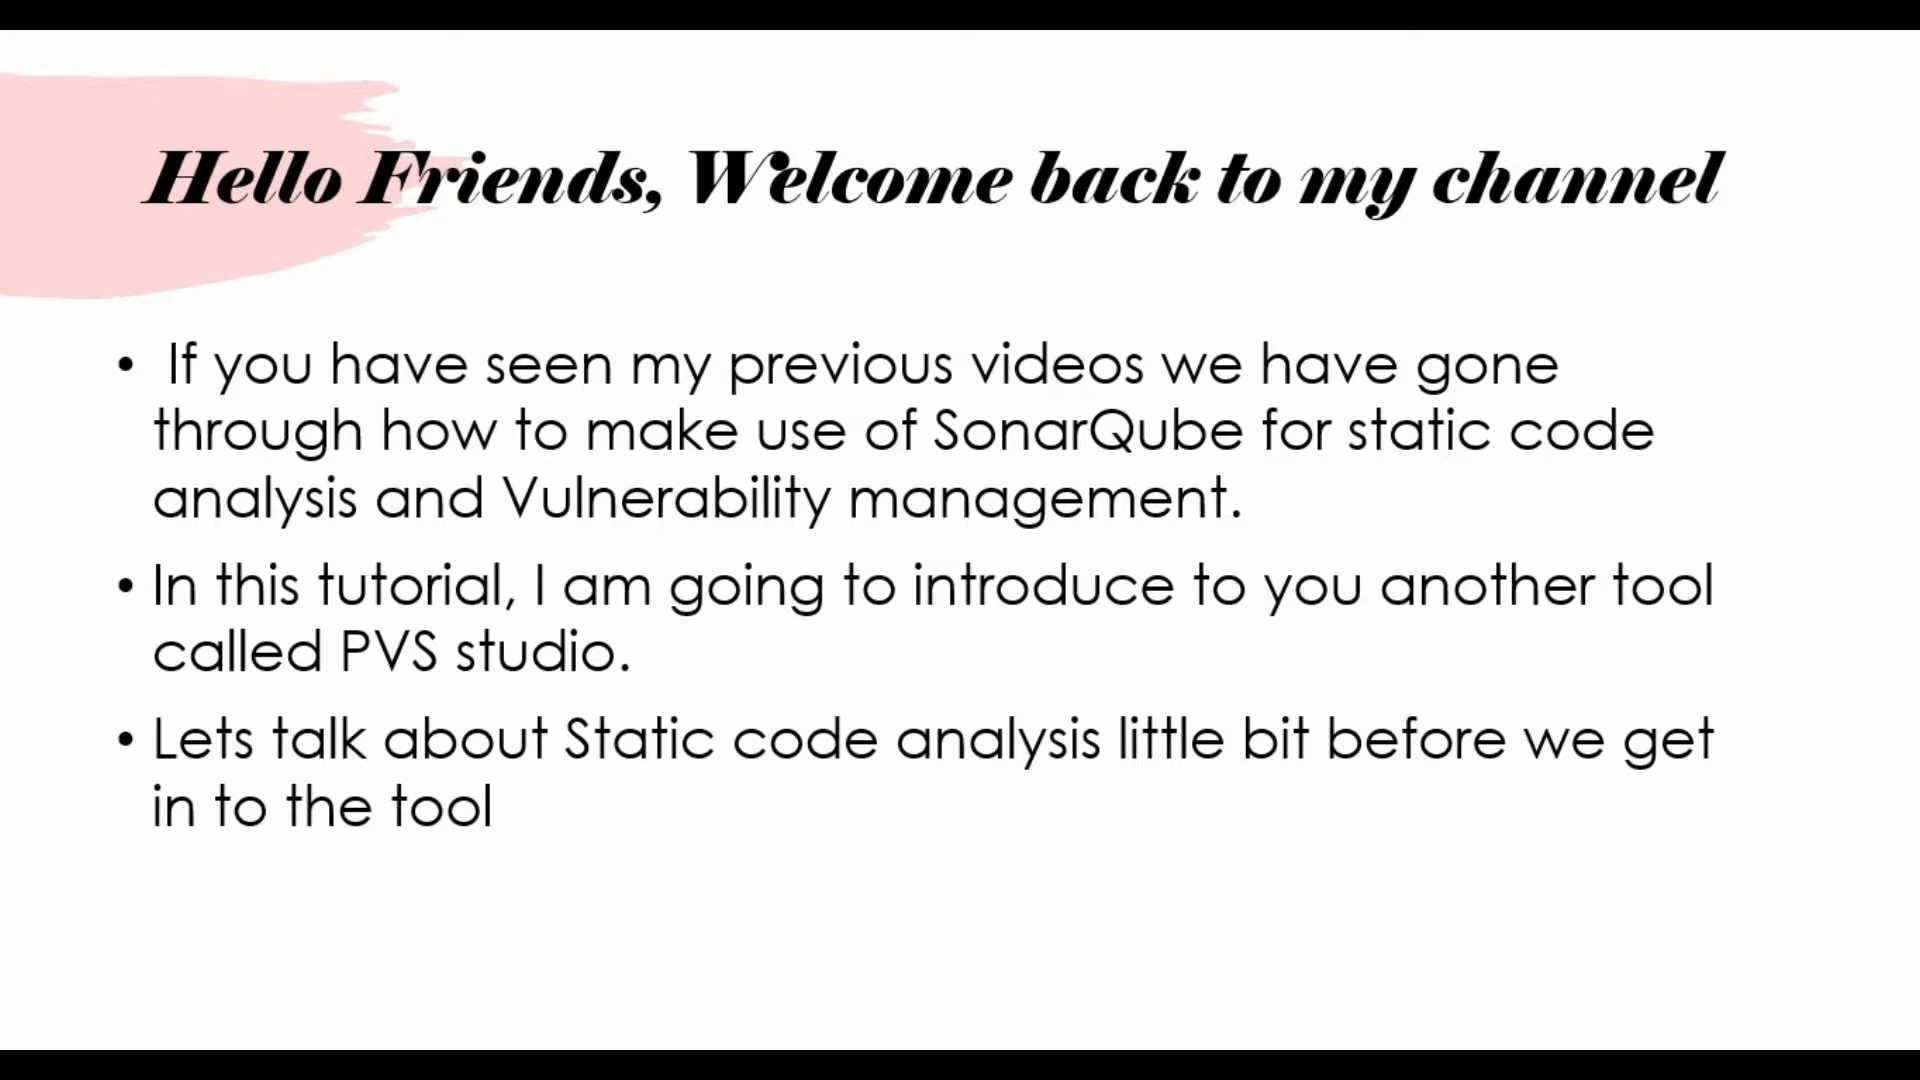 Hello Friends, Welcome back to my channel
• If you have seen my previous videos we have gone
through how to make use of SonarQube for static code
analysis and Vulnerability management.
• In this tutorial, I am going to introduce to you another tool
called PVS studio.
• Lets talk about Static code analysis little bit before we get
in to the tool